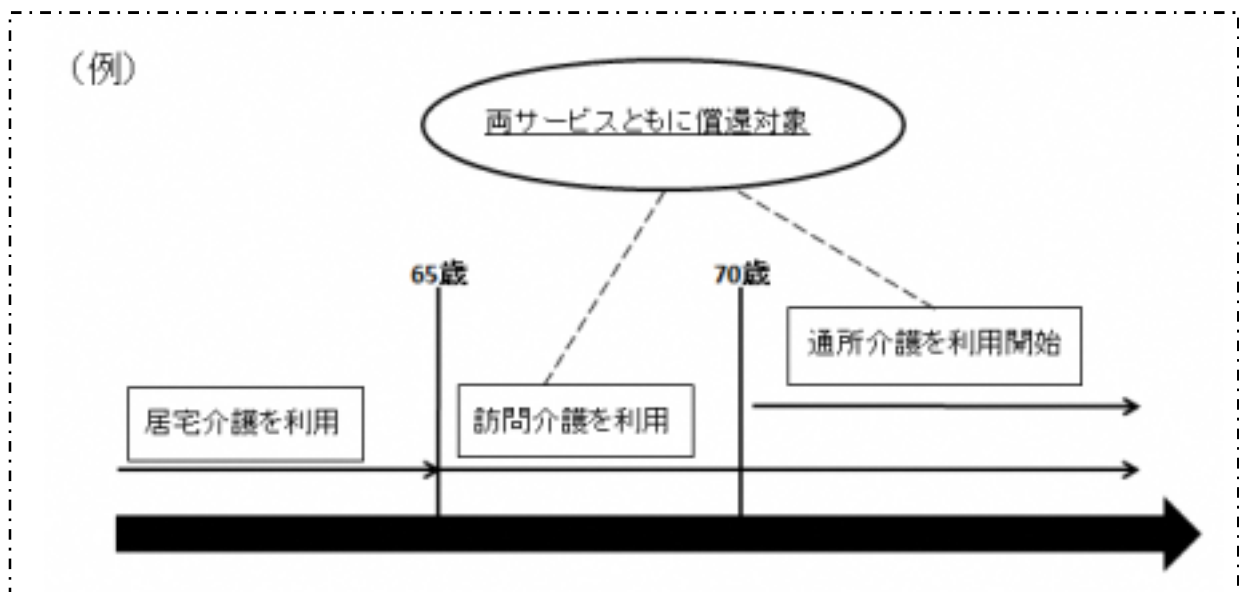 （例）
両サービスともに償還対象
65歳
70歳
通所介護を利用開始
居宅介護を利用
訪問介護を利用